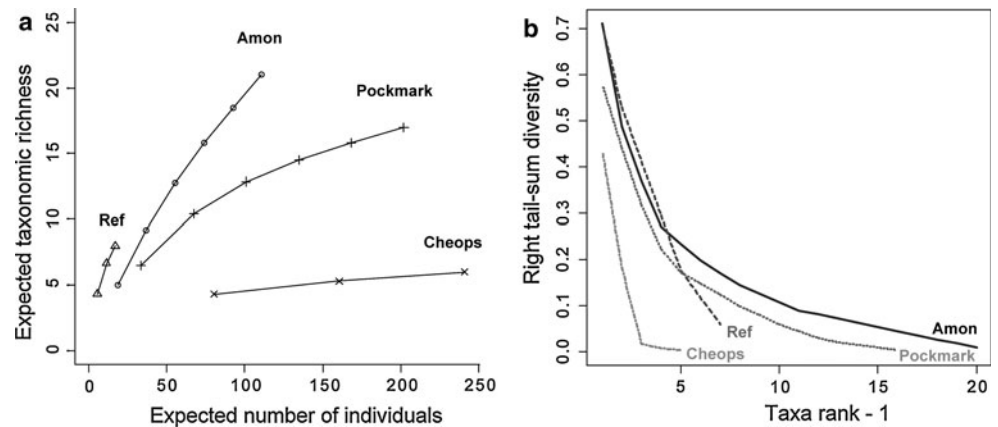 a
Expected taxonomic richness
25
20
15
10
5
0
Amon
Pockmark
Ref
Cheops
0 50 100 150 200 250
Expected number of individuals
b
Right tail-sum diversity
0.7
0.6
0.5
0.4
0.3
0.2
0.1
0.0
Amon
Ref
Cheops
Pockmark
5 10 15 20
Taxa rank - 1